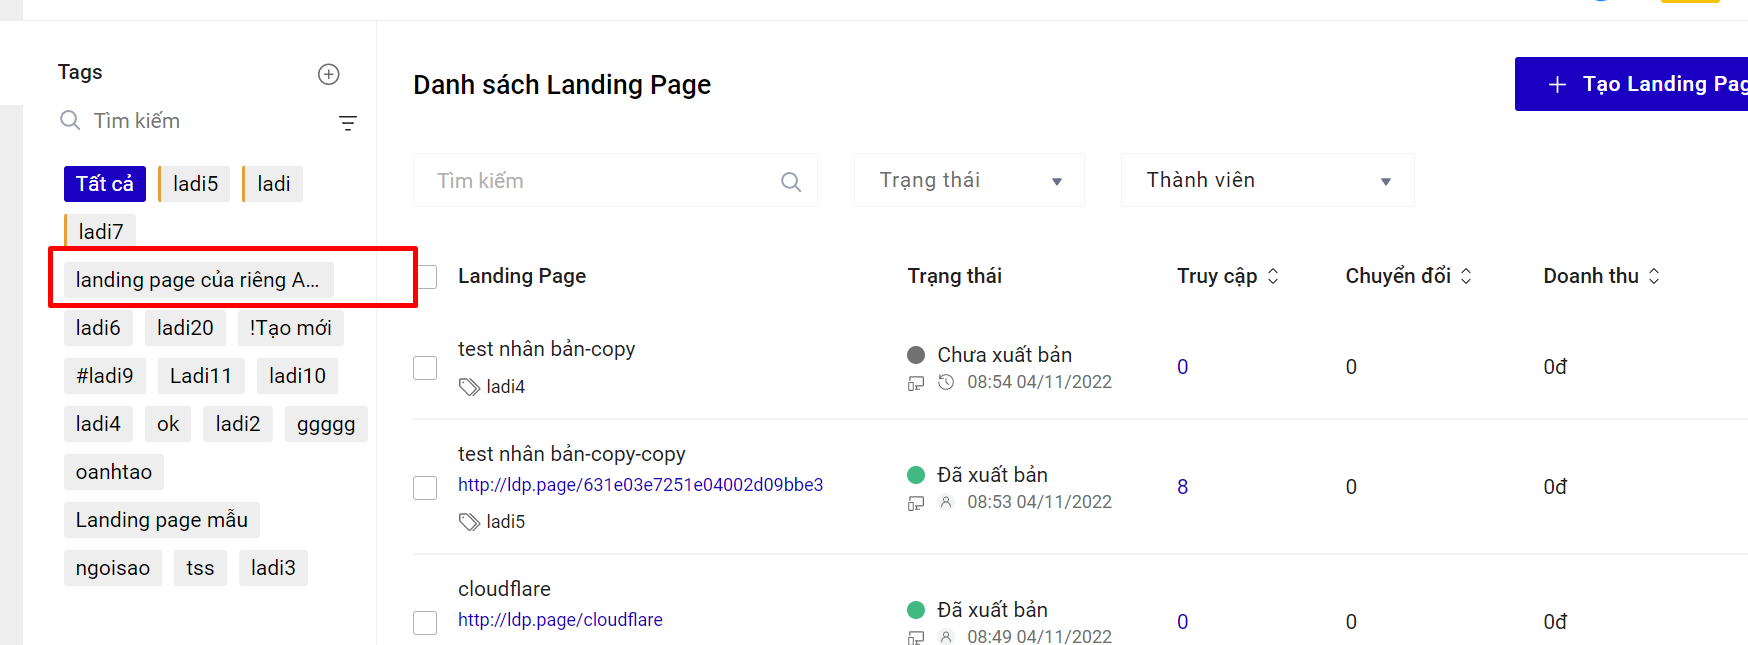 Tags
Tìm kiếm
Tất cả ladi5 ladi
ladi7
landing page của riêng A...
ladi6 ladi20 !Tạo mới
#ladi9 Ladi11 ladi10
ladi4 ok ladi2 ggggg
oanhtao
Landing page mẫu
ngoisao tss ladi3
Danh sách Landing Page
+ Tạo Landing Pag
Tìm kiếm Trạng thái Thành viên
Landing Page Trạng thái Truy cập Chuyển đổi Doanh thu
test nhân bản-copy
ladi4
Chưa xuất bản
08:54 04/11/2022
0 0 0đ
test nhân bản-copy-copy
http://ldp.page/631e03e7251e04002d09bbe3
ladi5
Đã xuất bản
08:53 04/11/2022
8 0 0đ
cloudflare
http://ldp.page/cloudflare
Đã xuất bản
08:49 04/11/2022
0 0 0đ